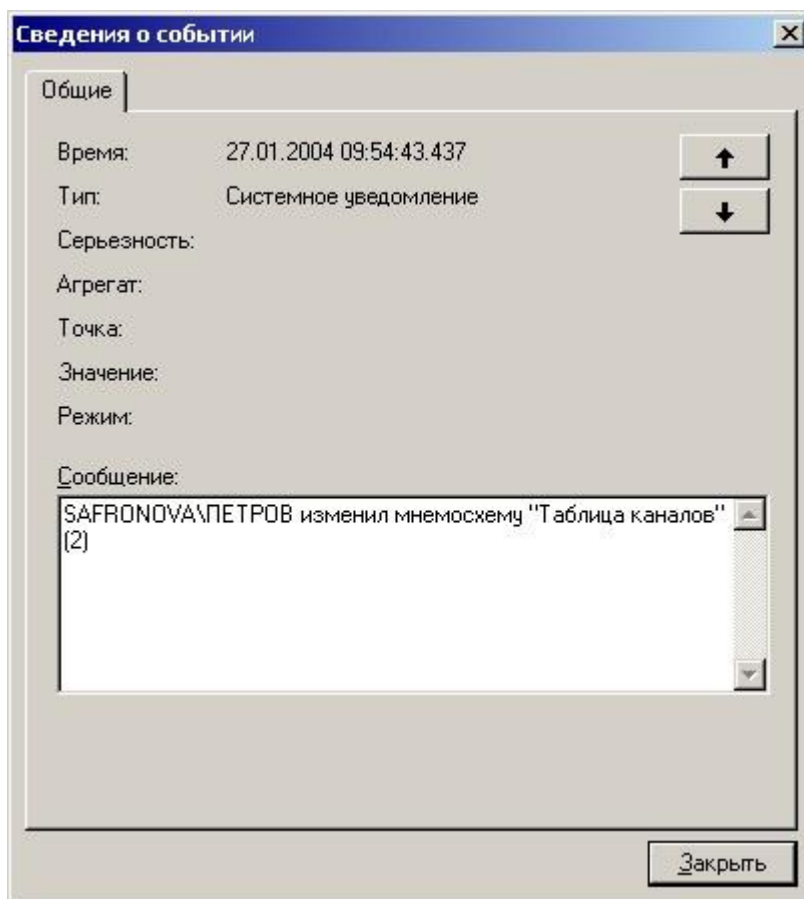 Сведения о событии
Общие
Время: 27.01.2004 09:54:43.437
Тип: Системное уведомление
Серьезность:
Агрегат:
Точка:
Значение:
Режим:
Сообщение:
SAFRONOVA\ПЕТРОВ изменил мнемосхему "Таблица каналов"
(2)
Закрыть